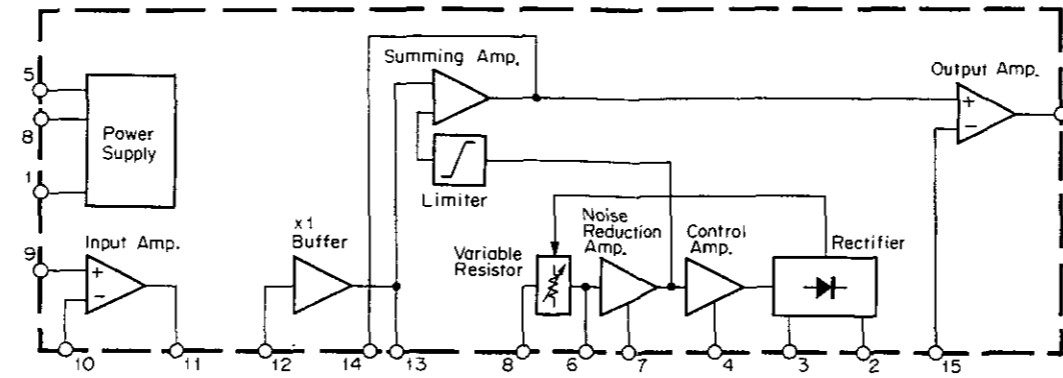 Summing Amp.
Output Amp.
5
8
1
Power
Supply
Limiter
+
−
Input Amp.
x1
Buffer
Variable
Resistor
Noise
Reduction
Amp.
Control
Amp.
Rectifier
9
+
−
10
11
12
14
13
8
6
7
4
3
2
15